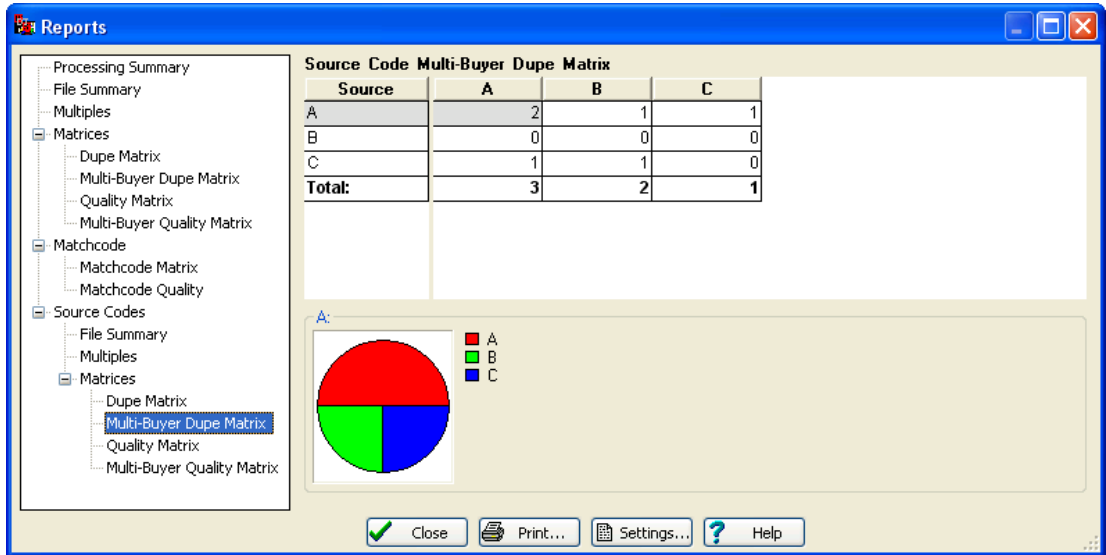 Reports
Processing Summary
File Summary
Multiples
Matrices
Dupe Matrix
Multi-Buyer Dupe Matrix
Quality Matrix
Multi-Buyer Quality Matrix
Matchcode
Matchcode Matrix
Matchcode Quality
Source Codes
File Summary
Multiples
Matrices
Dupe Matrix
Multi-Buyer Dupe Matrix
Quality Matrix
Multi-Buyer Quality Matrix
Source Code Multi-Buyer Dupe Matrix
Source A B C
A 2 1 1
B 0 0 0
C 1 1 0
Total: 3 2 1
A:
A
B
C
Close Print... Settings... Help